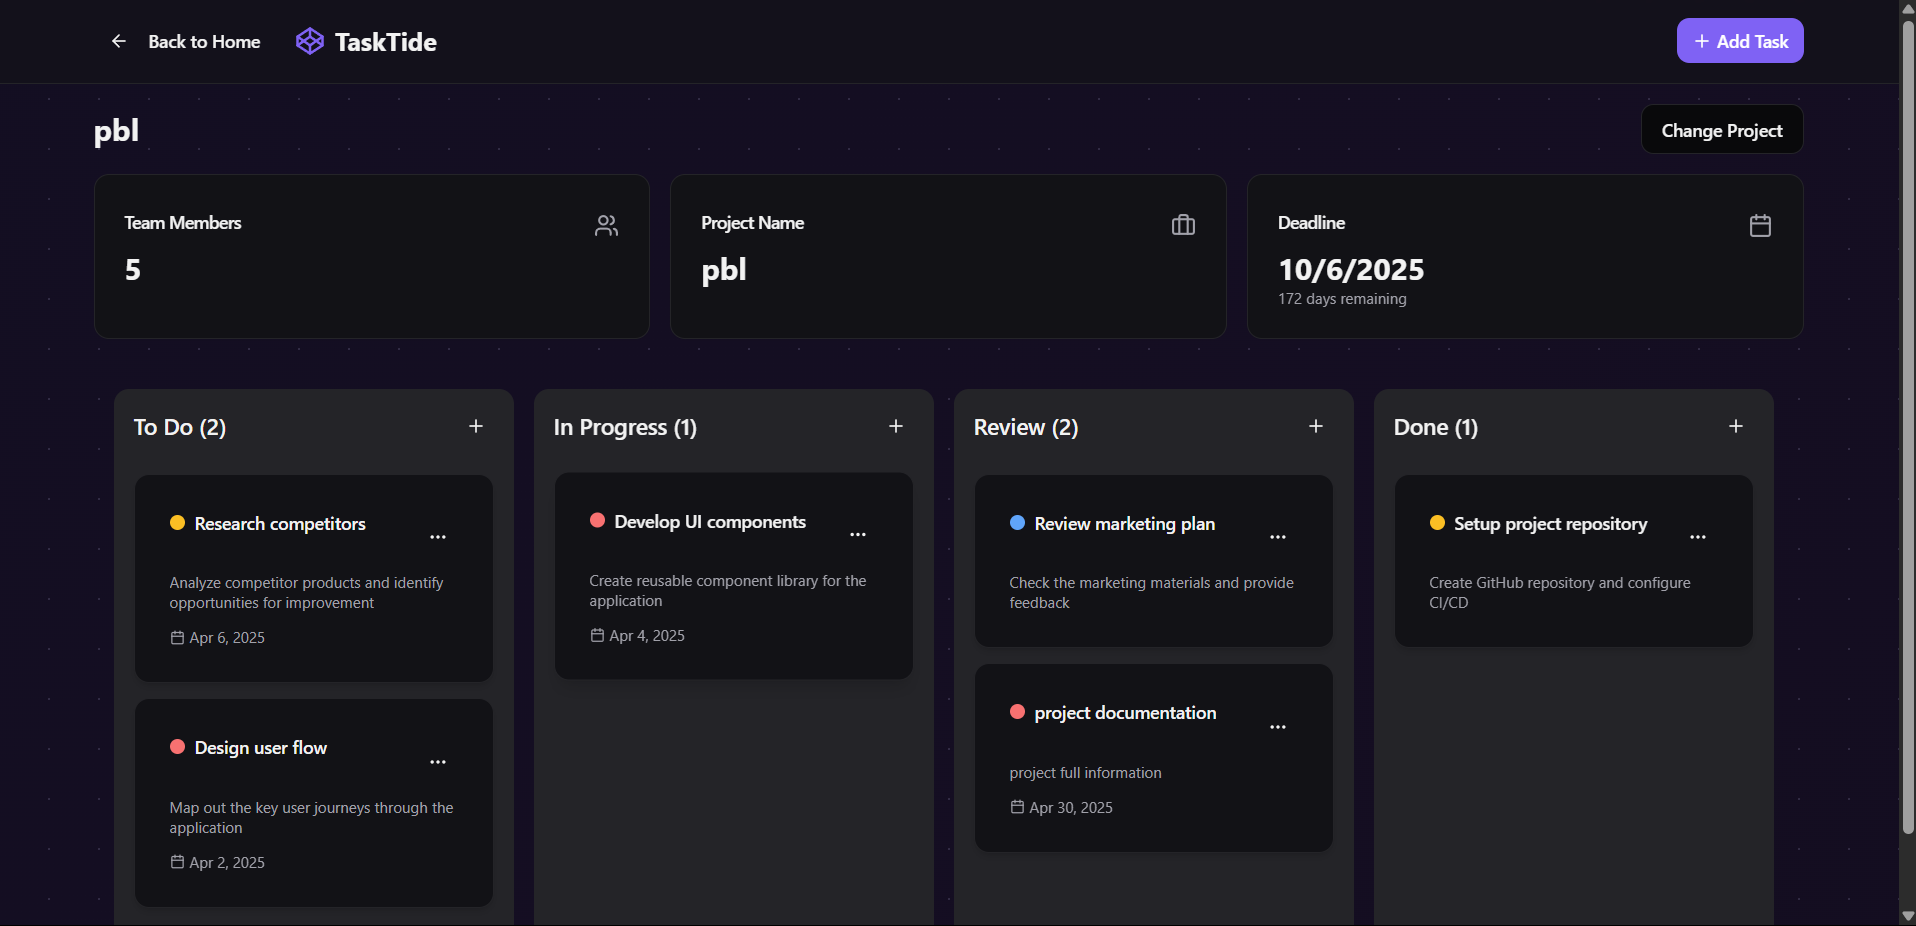 Back to Home
TaskTide
+ Add Task
pbl
Change Project
Team Members
5
Project Name
pbl
Deadline
10/6/2025
172 days remaining
To Do (2)
Research competitors
Analyze competitor products and identify
opportunities for improvement
Apr 6, 2025
Design user flow
Map out the key user journeys through the
application
Apr 2, 2025
In Progress (1)
Develop UI components
Create reusable component library for the
application
Apr 4, 2025
Review (2)
Review marketing plan
Check the marketing materials and provide
feedback
project documentation
project full information
Apr 30, 2025
Done (1)
Setup project repository
Create GitHub repository and configure
CI/CD